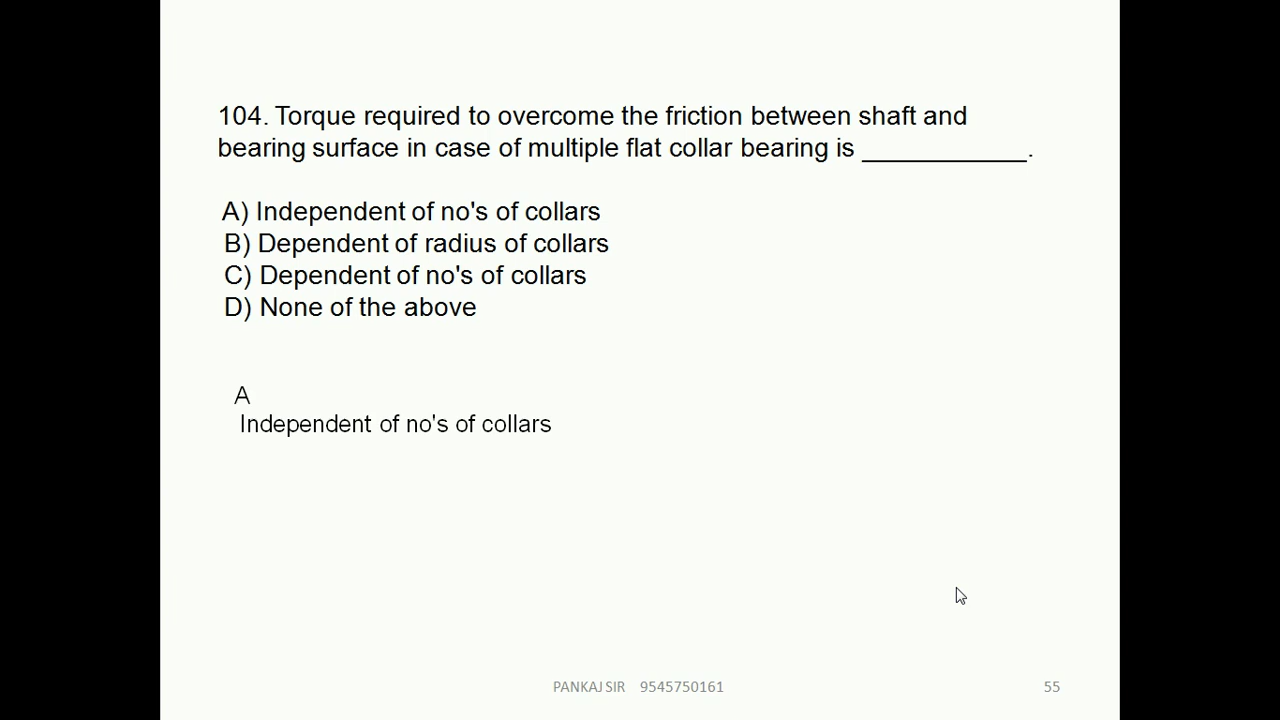 104. Torque required to overcome the friction between shaft and
bearing surface in case of multiple flat collar bearing is ____________.
A) Independent of no's of collars
B) Dependent of radius of collars
C) Dependent of no's of collars
D) None of the above
A
Independent of no's of collars
PANKAJ SIR 9545750161 55